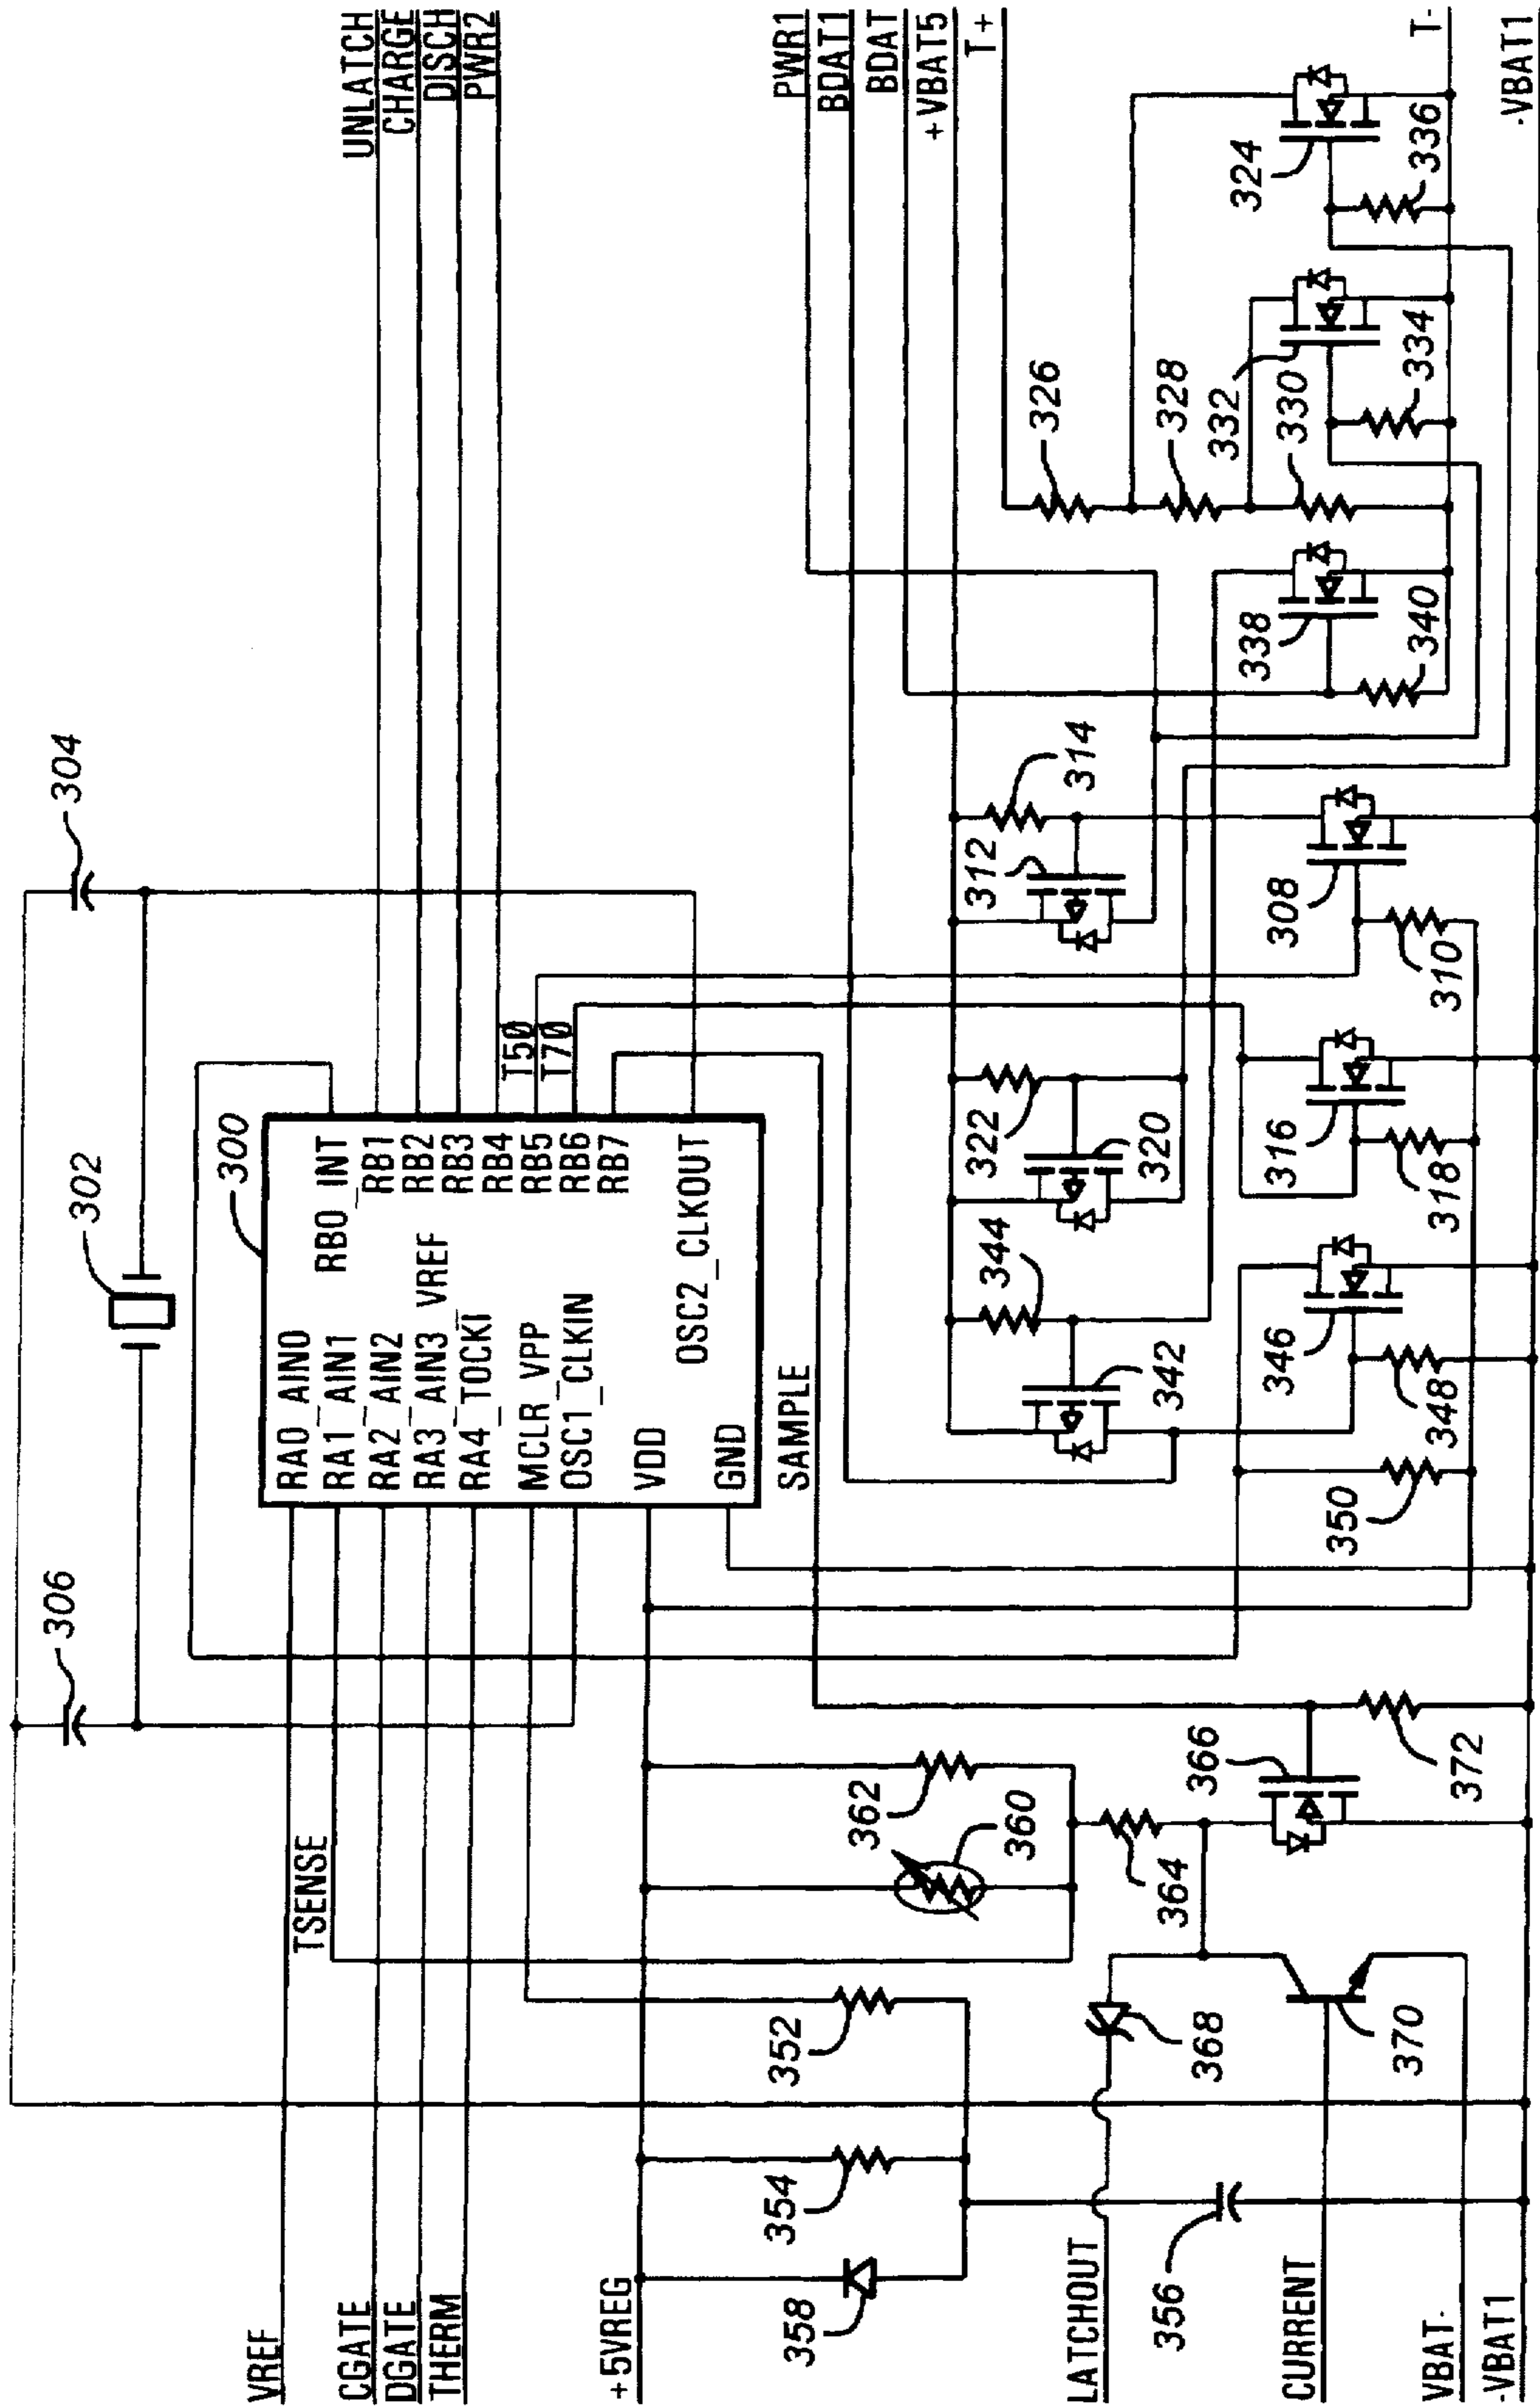 UNLATCH
CHARGE
DISCH
PWR2
PWR1
BDAT1
BDAT
+VBAT5
T+
T-
-VBAT1
304
302
306
300
RA0_AIN0
RA1_AIN1
RA2_AIN2
RA3_AIN3_VREF
RA4_TOCKI
MCLR_VPP
OSC1_CLKIN
VDD
GND
RB0_INT
RB1
RB2
RB3
RB4
RB5
RB6
RB7
OSC2_CLKOUT
T50
T70
SAMPLE
TSENSE
326
328
332
330
334
324
336
338
340
314
312
308
310
322
320
316
318
344
342
346
348
350
362
360
364
366
372
352
354
358
356
368
370
VREF
CGATE
DGATE
THERM
+5VREG
LATCHOUT
CURRENT
VBAT-
-VBAT1